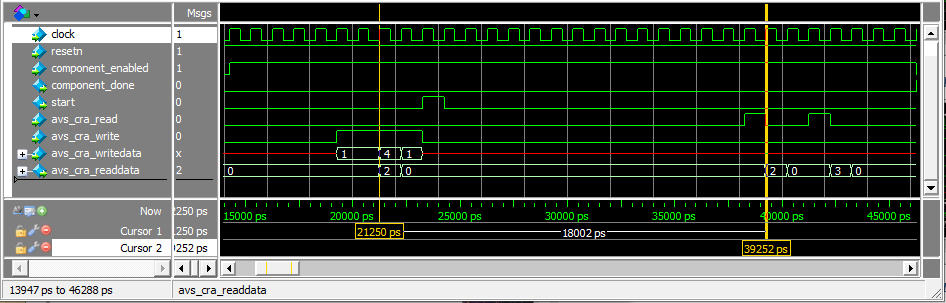 Msgs
clock 1
resetn 1
component_enabled 1
component_done 0
start 0
avs_cra_read 0
avs_cra_write 0
avs_cra_writedata x 1 4 1
avs_cra_readdata 2 0 2 0 2 0 3 0
Now 250 ps 15000 ps 20000 ps 25000 ps 30000 ps 35000 ps 40000 ps 45000 ps
Cursor 1 250 ps 21250 ps 18002 ps
Cursor 2 9252 ps 39252 ps
13947 ps to 46288 ps avs_cra_readdata